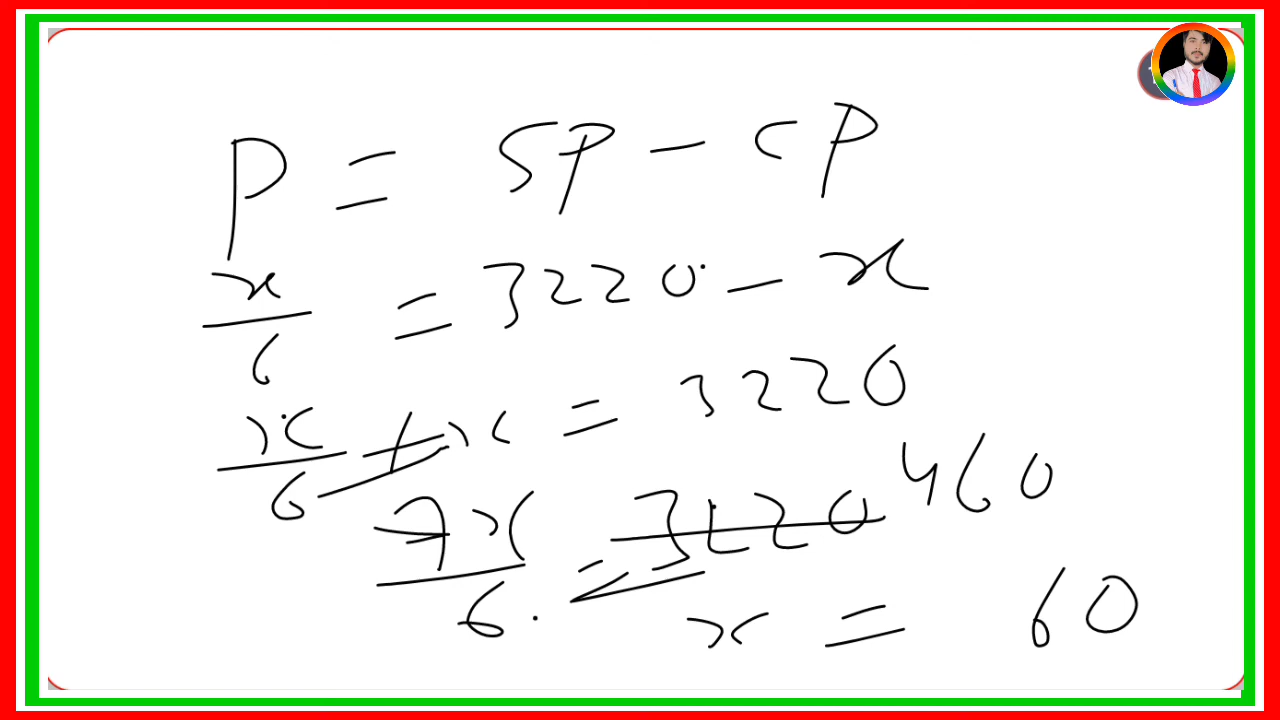 P = SP - CP
x/6 = 3220 - x
x/6 + x = 3220
7x/6 = 3220 460
x = 60